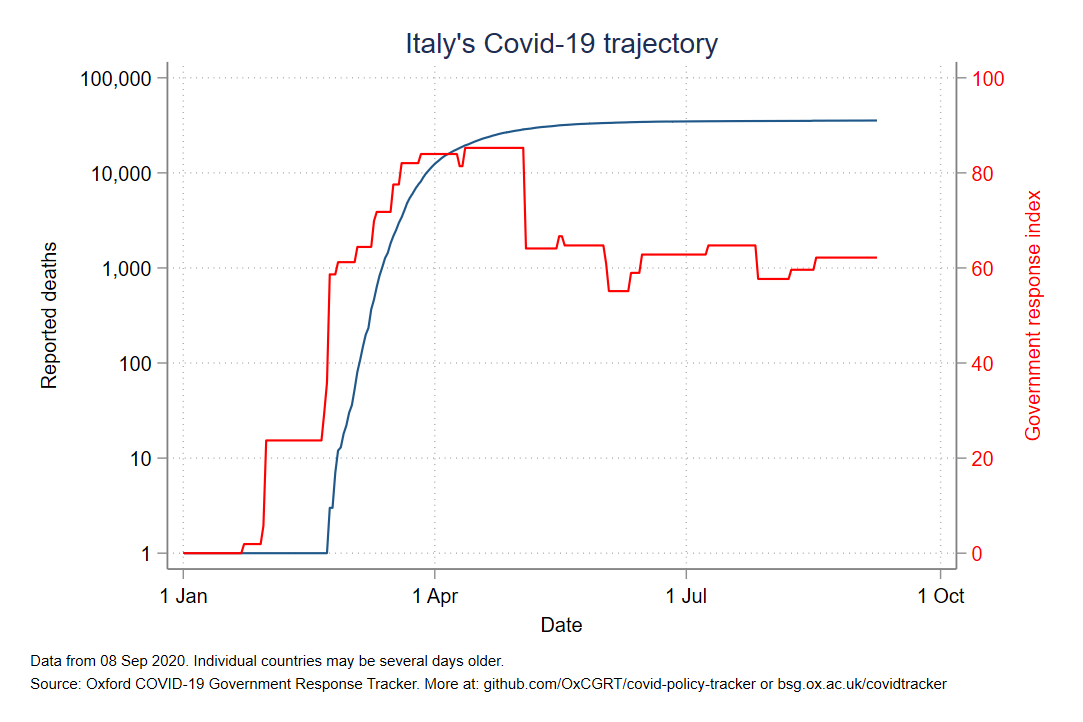 Italy's Covid-19 trajectory
100,000
10,000
1,000
100
10
1
Reported deaths
100
80
60
40
20
0
Government response index
1 Jan
1 Apr
1 Jul
1 Oct
Date
Data from 08 Sep 2020. Individual countries may be several days older.
Source: Oxford COVID-19 Government Response Tracker. More at: github.com/OxCGRT/covid-policy-tracker or bsg.ox.ac.uk/covidtracker